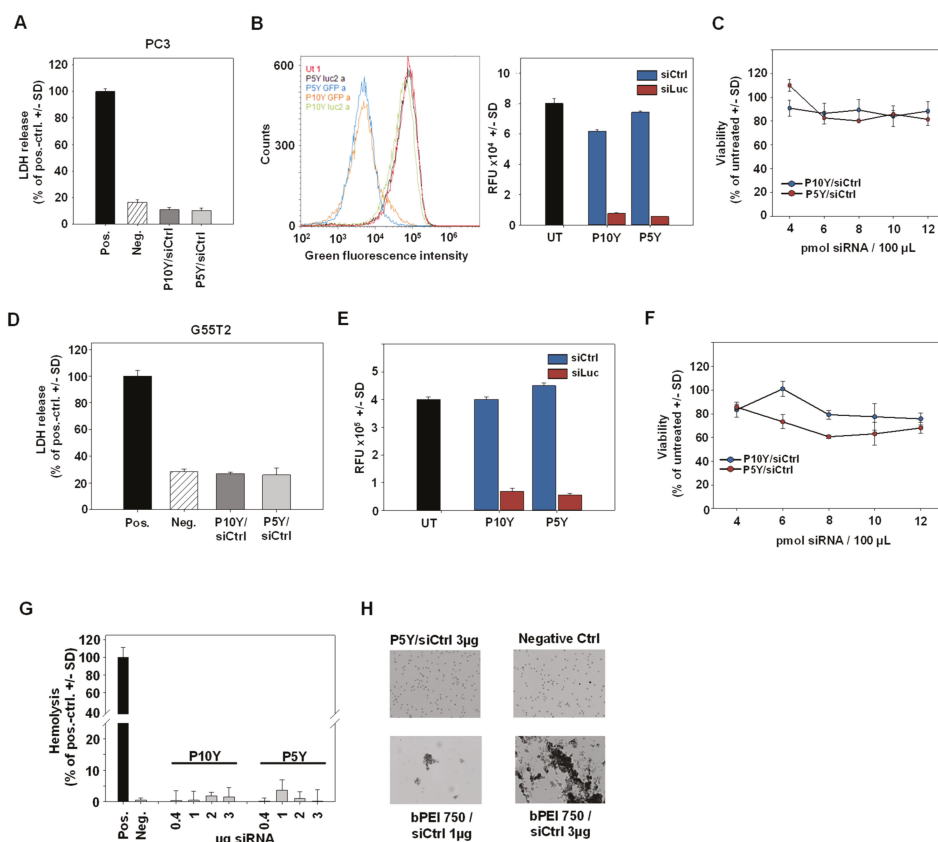 A
PC3
LDH release
(% of pos.-ctrl. +/- SD)
120
100
80
60
40
20
0
Pos.
Neg.
P10Y/siCtrl
P5Y/siCtrl
B
Ut 1
P5Y luc2 a
P5Y GFP a
P10Y GFP a
P10Y luc2 a
Counts
600
300
0
10² 10³ 10⁴ 10⁵ 10⁶
Green fluorescence intensity
siCtrl
siLuc
RFU x10⁴ +/- SD
10
8
6
4
2
0
UT P10Y P5Y
C
Viability
(% of untreated +/- SD)
120
100
80
60
40
20
0
P10Y/siCtrl
P5Y/siCtrl
4 6 8 10 12
pmol siRNA / 100 µL
D
G55T2
LDH release
(% of pos.-ctrl. +/- SD)
120
100
80
60
40
20
0
Pos. Neg. P10Y/ P5Y/
siCtrl siCtrl
E
siCtrl
siLuc
RFU x10⁵ +/- SD
5
4
3
2
1
0
UT P10Y P5Y
F
Viability
(% of untreated +/- SD)
120
100
80
60
40
20
0
P10Y/siCtrl
P5Y/siCtrl
4 6 8 10 12
pmol siRNA / 100 µL
G
Hemolysis
(% of pos.-ctrl. +/- SD)
120
100
80
60
40
20
10
0
P10Y P5Y
Pos.
Neg.
0.4
1
2
3
0.4
1
2
3
µg siRNA
H
P5Y/siCtrl 3µg
Negative Ctrl
bPEI 750 /
siCtrl 1µg
bPEI 750 /
siCtrl 3µg